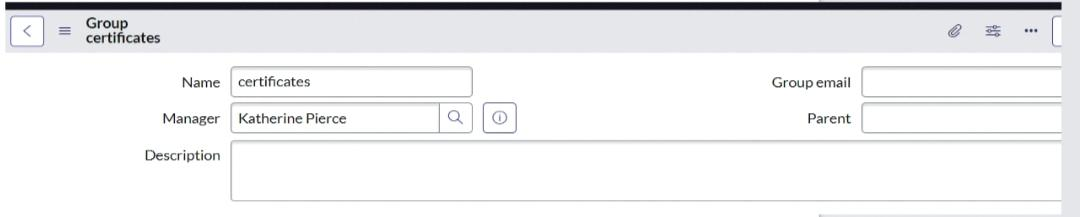 Group
certificates
Name certificates Group email
Manager Katherine Pierce Parent
Description